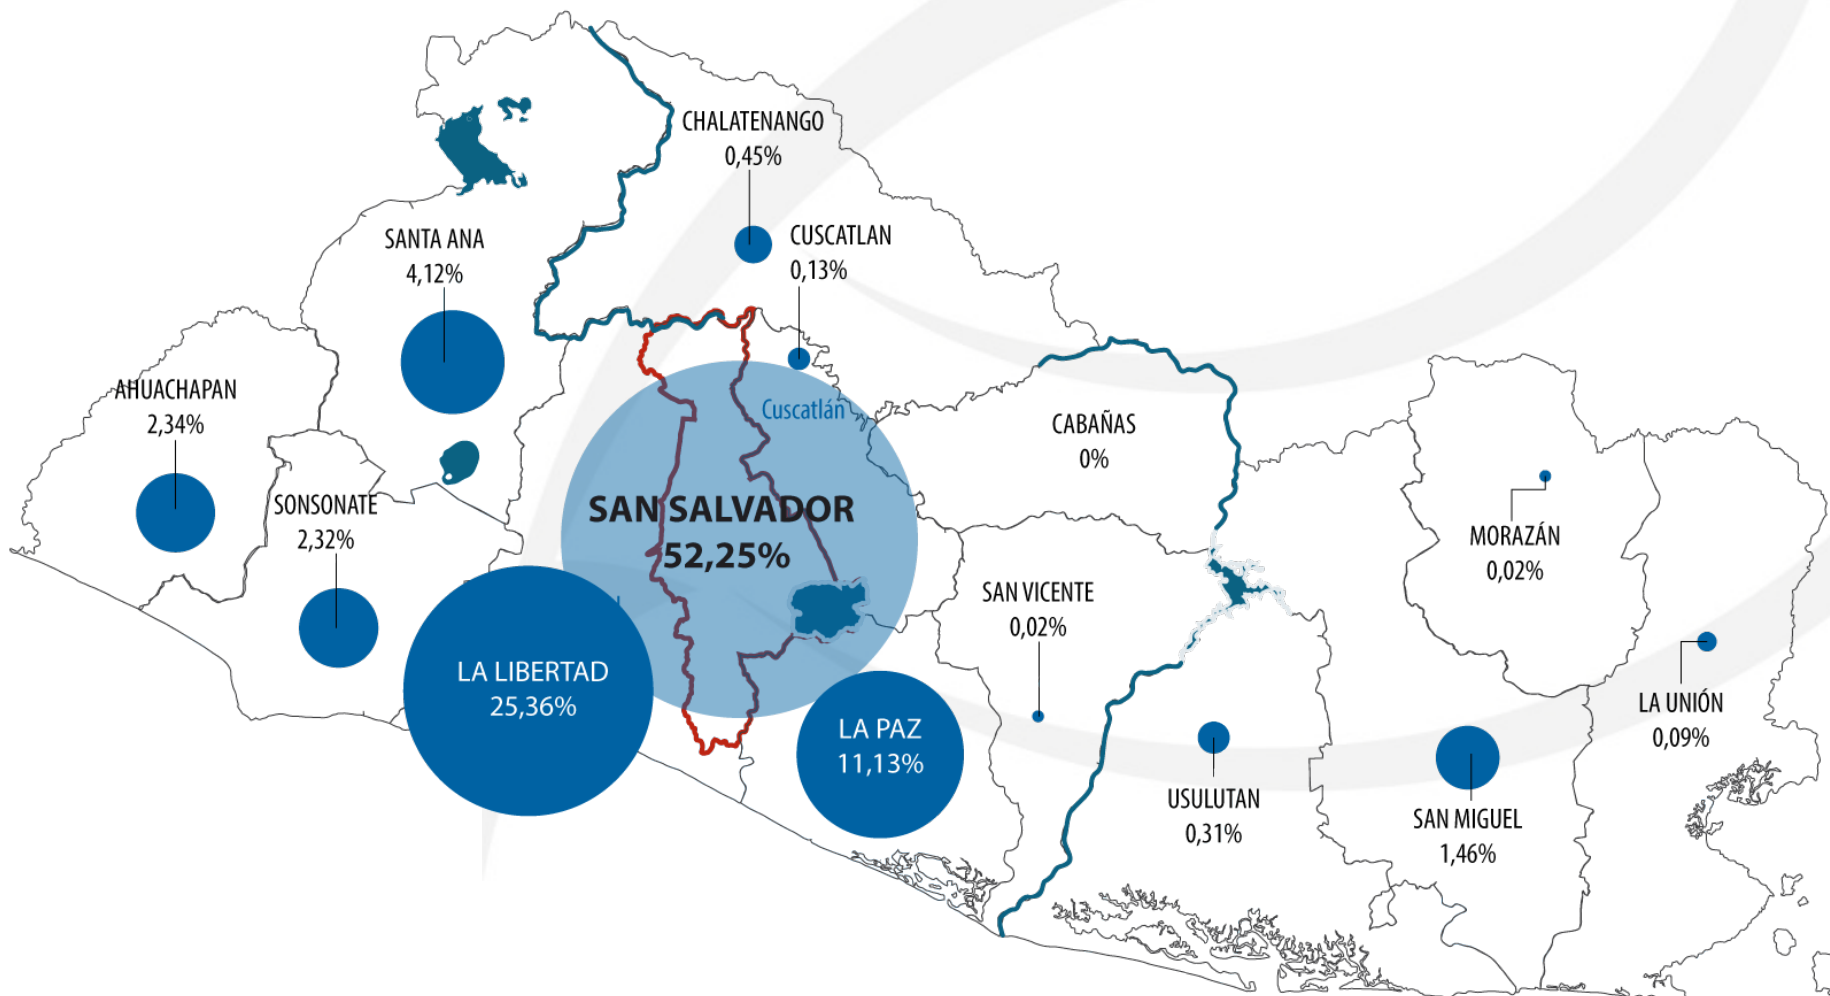 CHALATENANGO
0,45%
SANTA ANA
4,12%
CUSCATLAN
0,13%
AHUACHAPAN
2,34%
Cuscatlán
CABAÑAS
0%
SONSONATE
2,32%
SAN SALVADOR
52,25%
MORAZÁN
0,02%
SAN VICENTE
0,02%
LA LIBERTAD
25,36%
LA PAZ
11,13%
LA UNIÓN
0,09%
USULUTAN
0,31%
SAN MIGUEL
1,46%